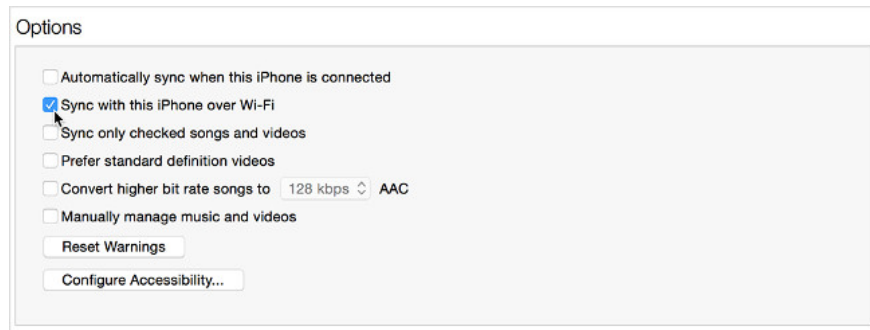 Options
Automatically sync when this iPhone is connected
Sync with this iPhone over Wi-Fi
Sync only checked songs and videos
Prefer standard definition videos
Convert higher bit rate songs to 128 kbps AAC
Manually manage music and videos
Reset Warnings
Configure Accessibility...